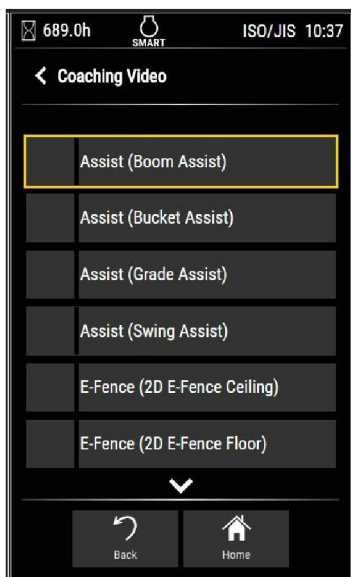 689.0h SMART ISO/JIS 10:37
Coaching Video
Assist (Boom Assist)
Assist (Bucket Assist)
Assist (Grade Assist)
Assist (Swing Assist)
E-Fence (2D E-Fence Ceiling)
E-Fence (2D E-Fence Floor)
Back Home